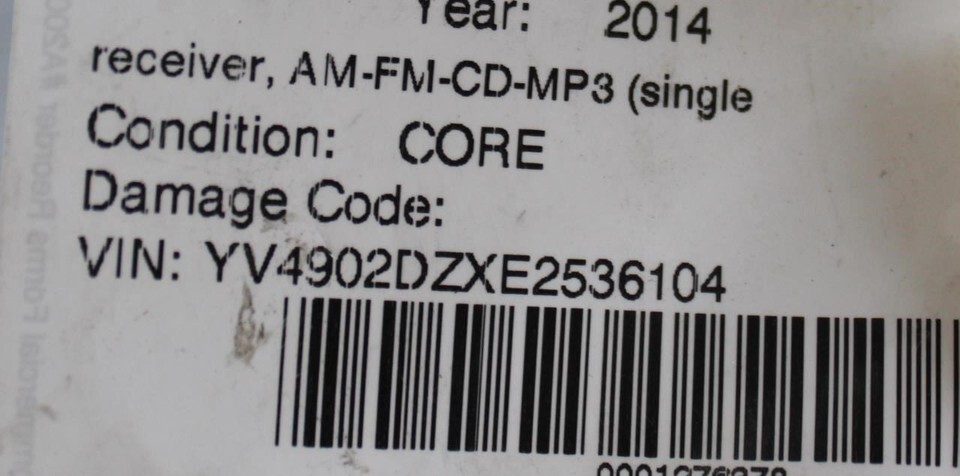 Year: 2014
receiver, AM-FM-CD-MP3 (single
Condition: CORE
Damage Code:
VIN: YV4902DZXE2536104